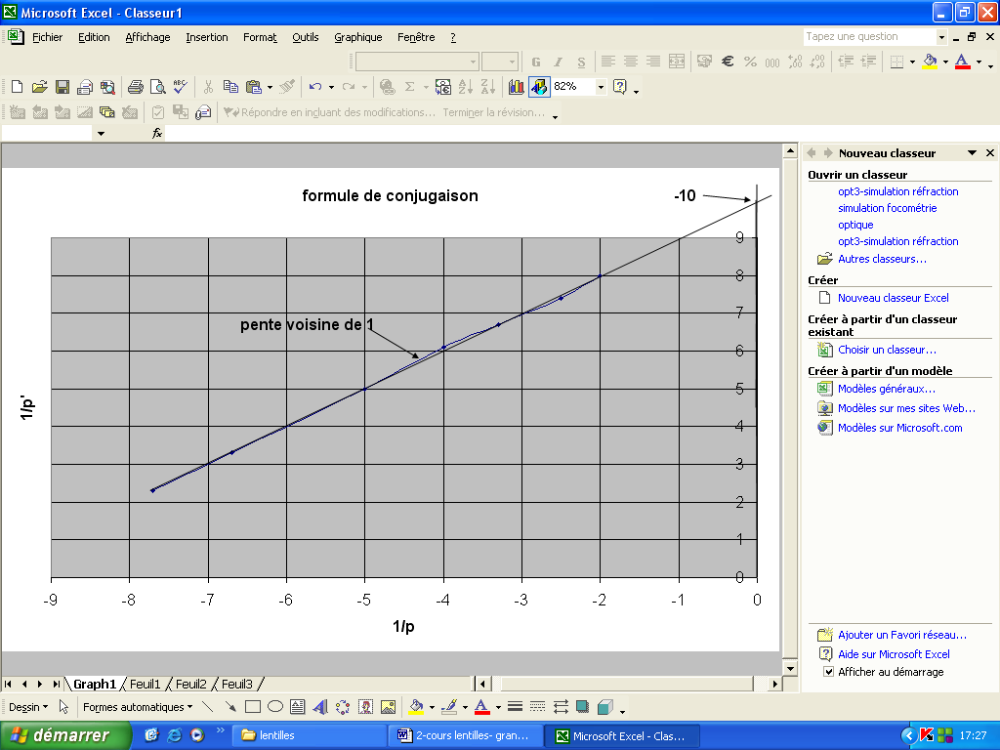 Microsoft Excel - Classeur1
Fichier Edition Affichage Insertion Format Outils Graphique Fenêtre ?
Tapez une question
G I S € % 000
82%
Répondre en incluant des modifications... Terminer la révision...
fx
formule de conjugaison
-10
pente voisine de 1
1/p'
9
8
7
6
5
4
3
2
1
0
-9 -8 -7 -6 -5 -4 -3 -2 -1 0
1/p
Nouveau classeur
Ouvrir un classeur
opt3-simulation réfraction
simulation focométrie
optique
opt3-simulation réfraction
Autres classeurs...
Créer
Nouveau classeur Excel
Créer à partir d'un classeur
existant
Choisir un classeur...
Créer à partir d'un modèle
Modèles généraux...
Modèles sur mes sites Web...
Modèles sur Microsoft.com
Ajouter un Favori réseau...
Aide sur Microsoft Excel
Afficher au démarrage
Graph1 Feuil1 Feuil2 Feuil3
Dessin Formes automatiques
démarrer lentilles 2-cours lentilles- gran... Microsoft Excel - Clas... 17:27